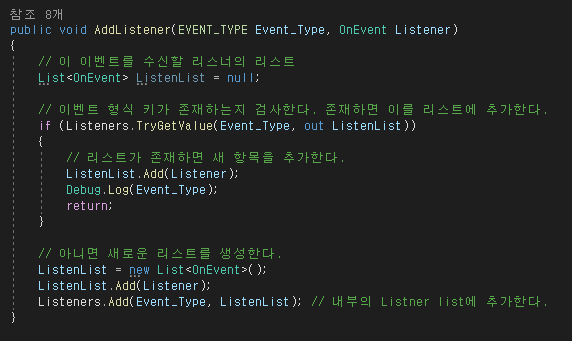 참조 8개
public void AddListener(EVENT_TYPE Event_Type, OnEvent Listener)
{
// 이 이벤트를 수신할 리스너의 리스트
List<OnEvent> ListenList = null;
// 이벤트 형식 키가 존재하는지 검사한다. 존재하면 이를 리스트에 추가한다.
if (Listeners.TryGetValue(Event_Type, out ListenList))
{
// 리스트가 존재하면 새 항목을 추가한다.
ListenList.Add(Listener);
Debug.Log(Event_Type);
return;
}
// 아니면 새로운 리스트를 생성한다.
ListenList = new List<OnEvent>();
ListenList.Add(Listener);
Listeners.Add(Event_Type, ListenList); // 내부의 Listner list에 추가한다.
}